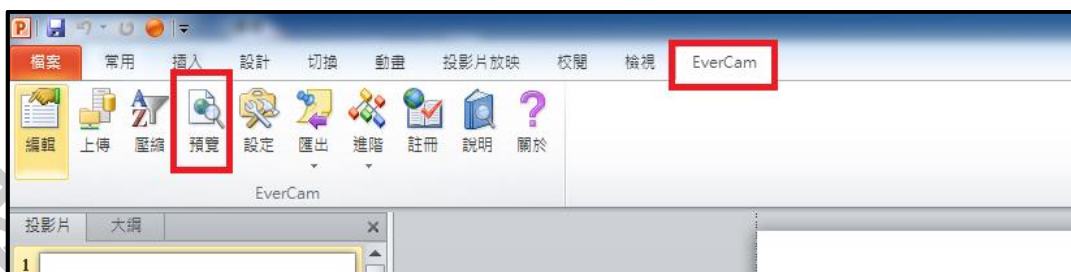 檔案 常用 插入 設計 切換 動畫 投影片放映 校閱 檢視 EverCam
編輯 上傳 壓縮 預覽 設定 匯出 進階 註冊 說明 關於
EverCam
投影片 大綱
1